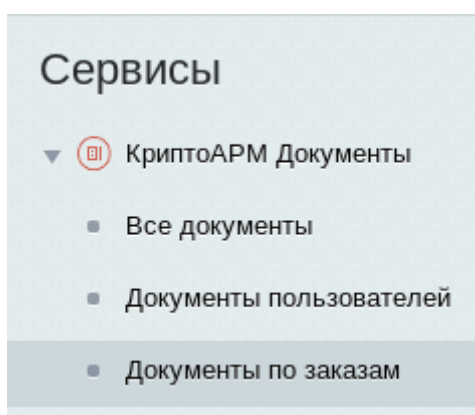 Сервисы
КриптоАРМ Документы
Все документы
Документы пользователей
Документы по заказам